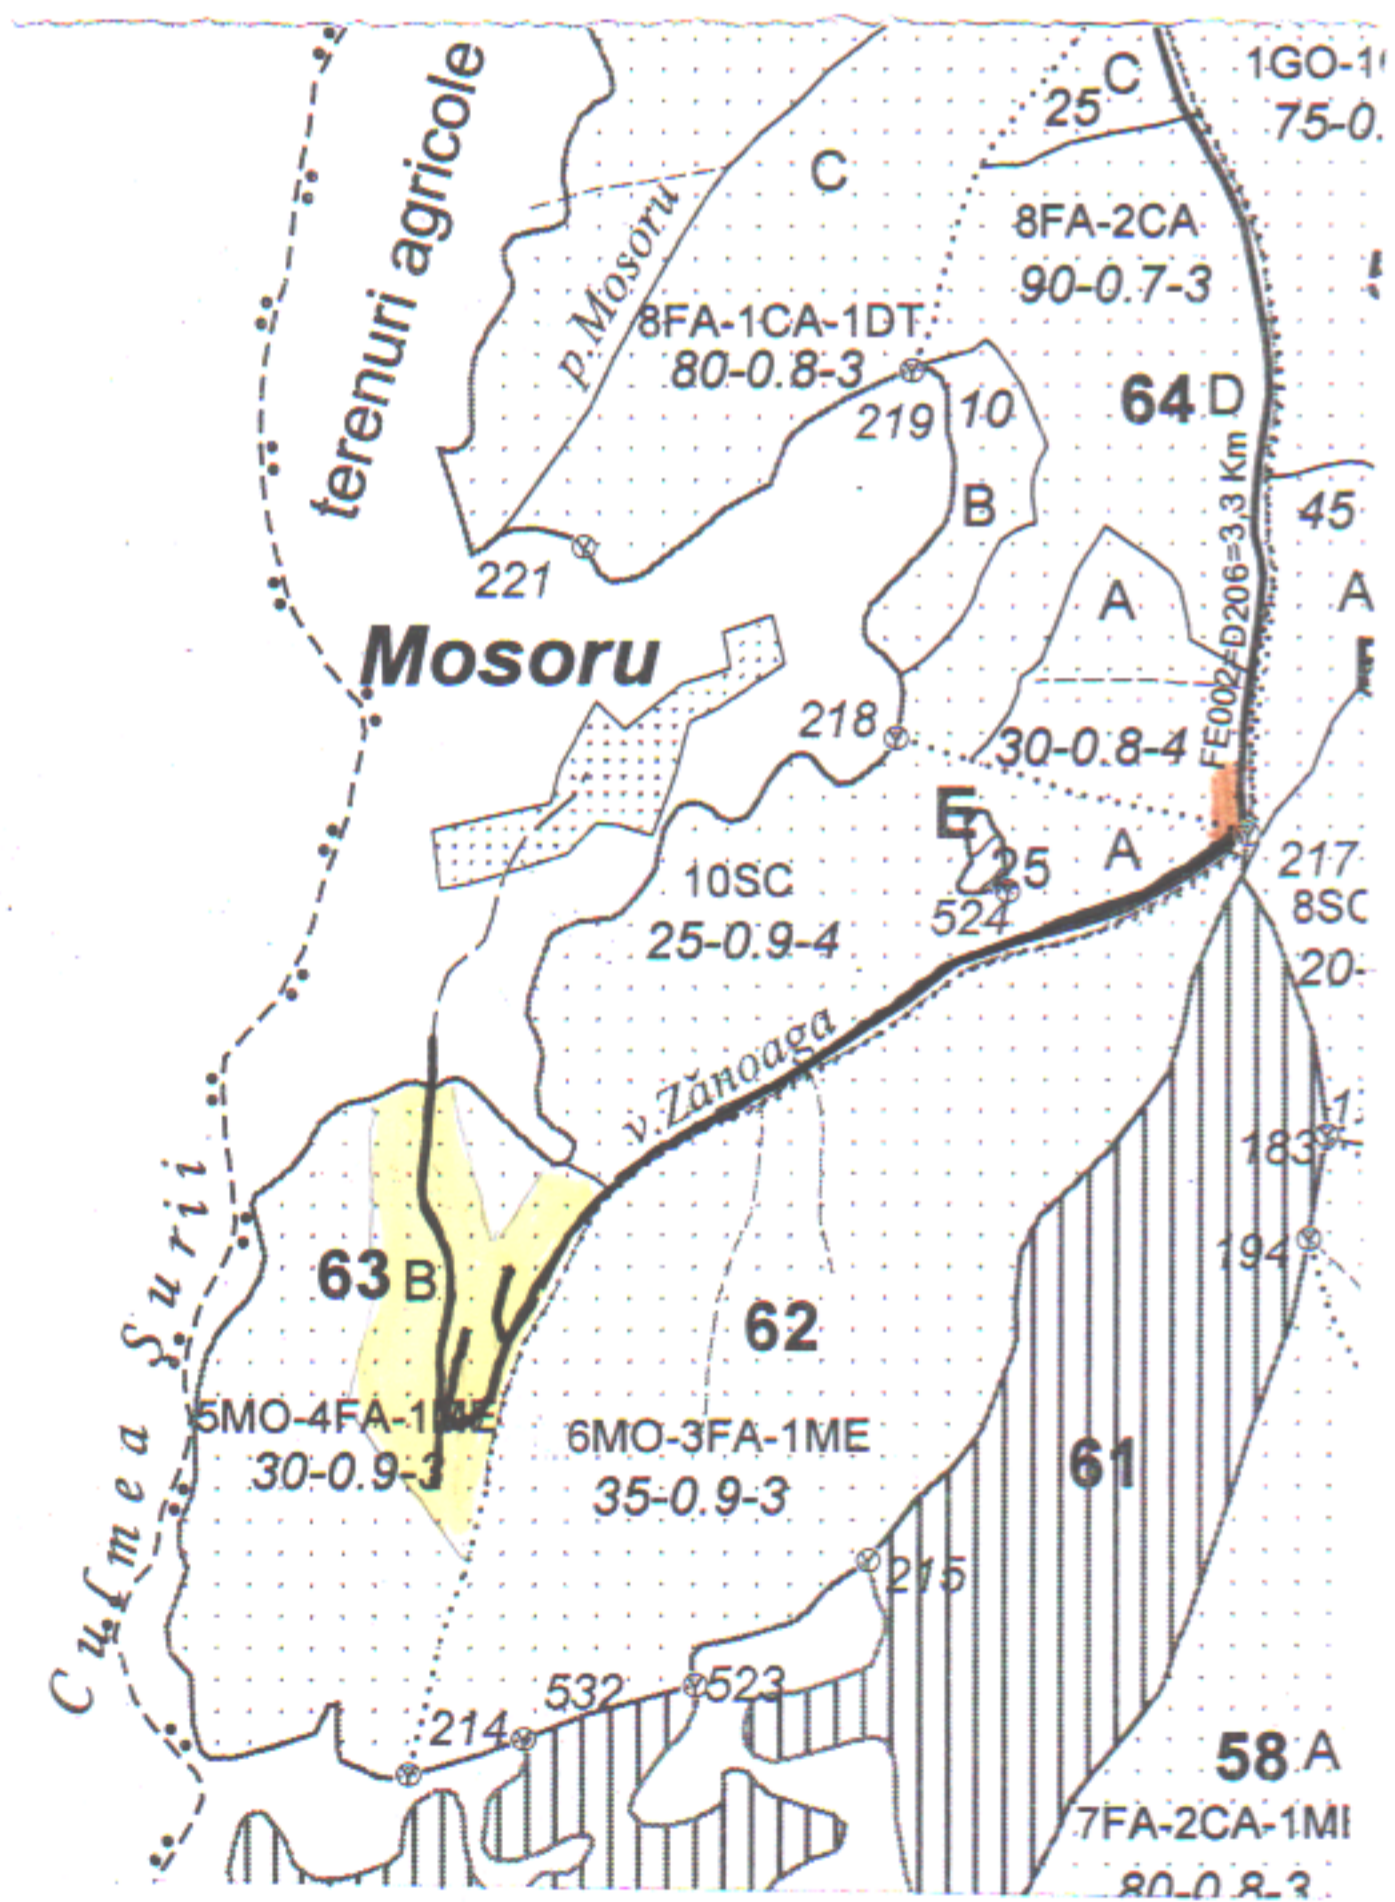 C
25
1GO-1
75-0.
terenuri agricole
C
p.Mosoru
8FA-2CA
90-0.7-3
8FA-1CA-1DT
80-0.8-3
64 D
219
10
B
FE002=D206=3,3 Km
45
221
A
A
Mosoru
218
30-0.8-4
E
25
A
217
10SC
524
8SC
25-0.9-4
20-
v.Zănoaga
1
183
194
63 B
62
Culmea Șurii
5MO-4FA-1ME
30-0.9-3
6MO-3FA-1ME
35-0.9-3
61
215
532
523
214
58 A
7FA-2CA-1M
80-0.8-3